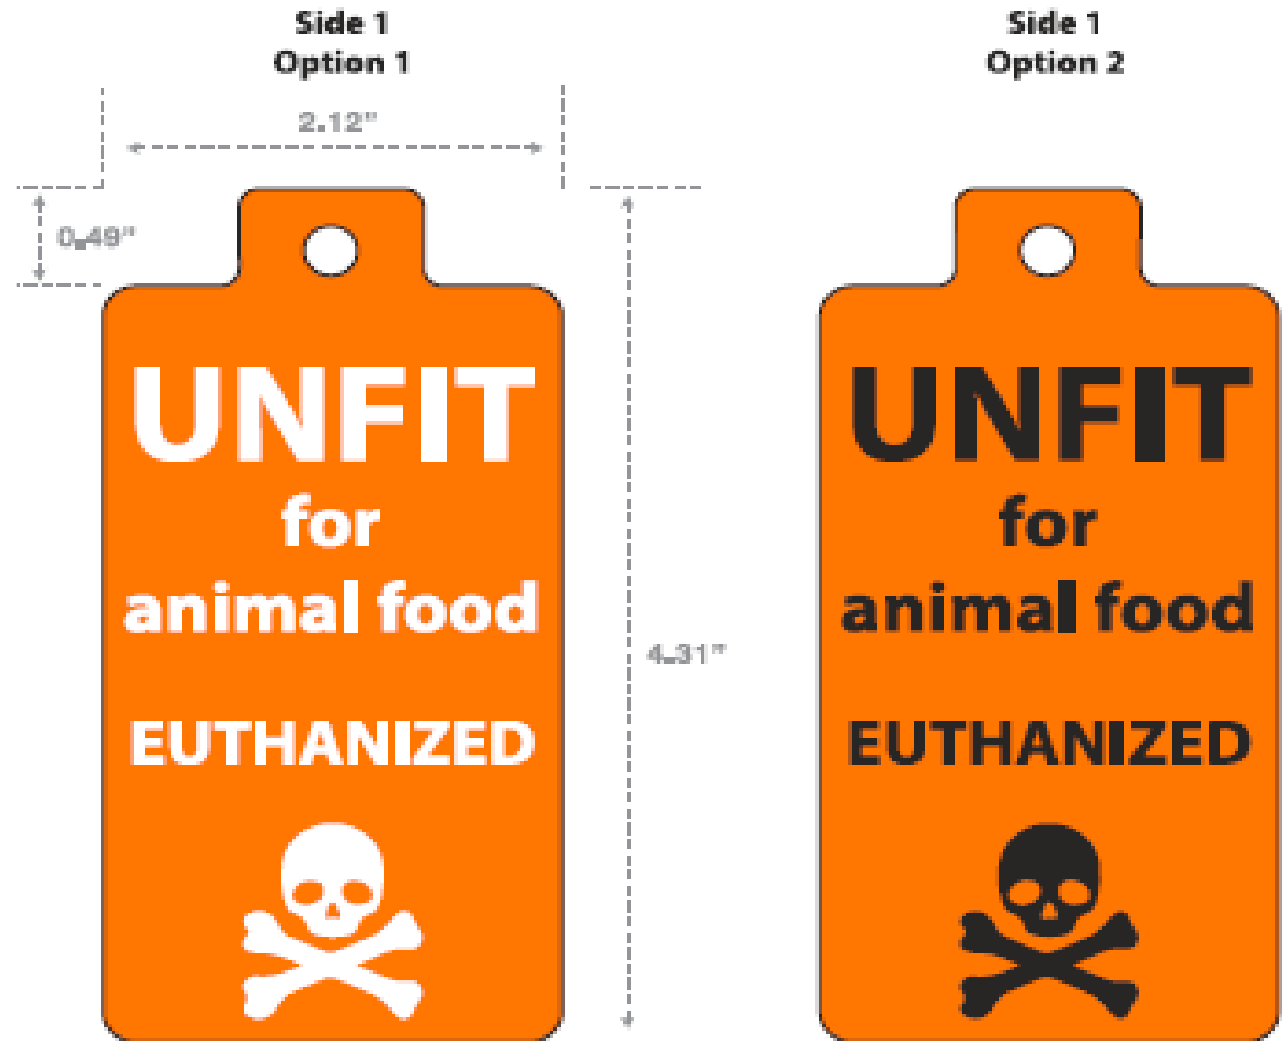 Side 1
Option 1
2.12"
0.49"
UNFIT
for
animal food
EUTHANIZED
4.31"
Side 1
Option 2
UNFIT
for
animal food
EUTHANIZED